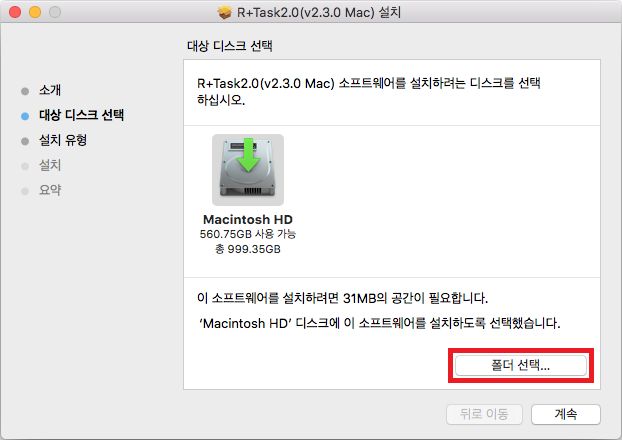 R+Task2.0(v2.3.0 Mac) 설치
대상 디스크 선택
소개
대상 디스크 선택
설치 유형
설치
요약
R+Task2.0(v2.3.0 Mac) 소프트웨어를 설치하려는 디스크를 선택
하십시오.
Macintosh HD
560.75GB 사용 가능
총 999.35GB
이 소프트웨어를 설치하려면 31MB의 공간이 필요합니다.
‘Macintosh HD’ 디스크에 이 소프트웨어를 설치하도록 선택했습니다.
폴더 선택...
뒤로 이동
계속